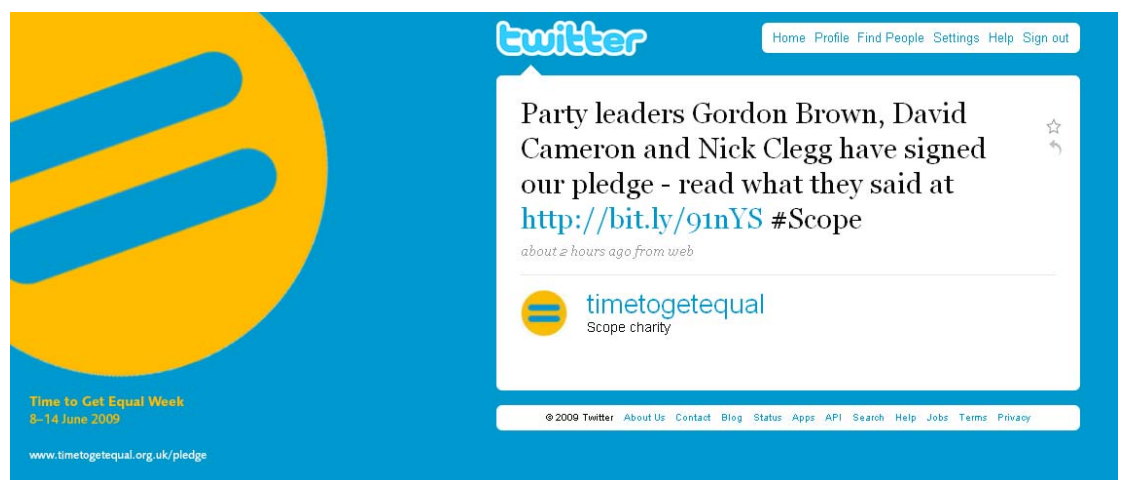 twitter
Home Profile Find People Settings Help Sign out
Party leaders Gordon Brown, David
Cameron and Nick Clegg have signed
our pledge - read what they said at
http://bit.ly/91nYS #Scope
about 2 hours ago from web
timetogetequal
Scope charity
Time to Get Equal Week
8–14 June 2009
www.timetogetequal.org.uk/pledge
© 2009 Twitter About Us Contact Blog Status Apps API Search Help Jobs Terms Privacy